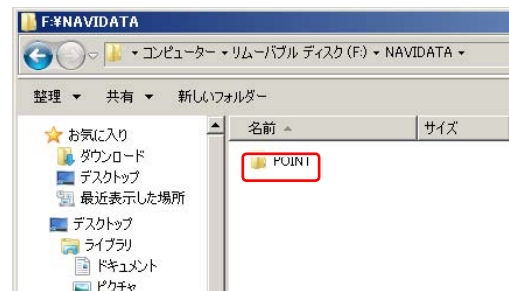 F:¥NAVIDATA
コンピューター ▾ リムーバブル ディスク (F:) ▾ NAVIDATA ▾
整理 ▼ 共有 ▼ 新しいフォルダー
お気に入り
ダウンロード
デスクトップ
最近表示した場所
デスクトップ
ライブラリ
ドキュメント
ピクチャ
名前 サイズ
POINT